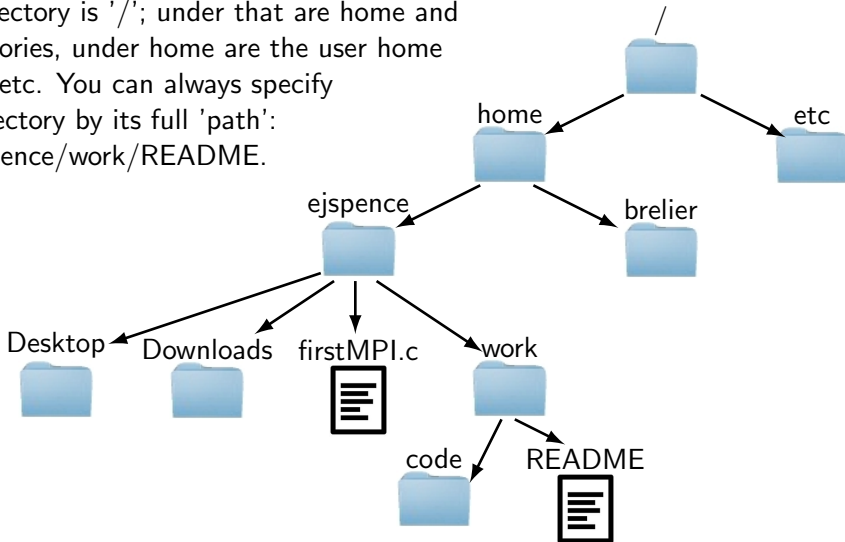 ectory is '/'; under that are home and
ories, under home are the user home
etc. You can always specify
ectory by its full 'path':
ence/work/README.
/
home
etc
ejspence
brelier
Desktop
Downloads
firstMPI.c
work
code
README